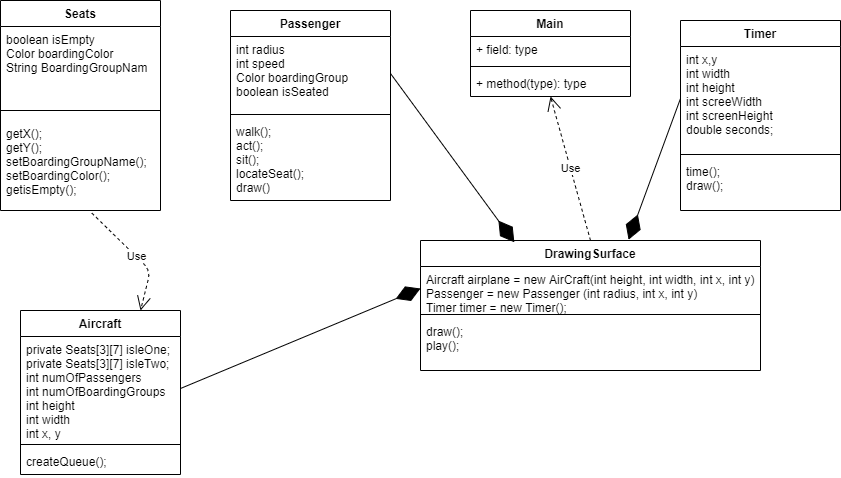 Seats
boolean isEmpty
Color boardingColor
String BoardingGroupNam
getX();
getY();
setBoardingGroupName();
setBoardingColor();
getisEmpty();
Passenger
int radius
int speed
Color boardingGroup
boolean isSeated
walk();
act();
sit();
locateSeat();
draw()
Main
+ field: type
+ method(type): type
Timer
int x,y
int width
int height
int screeWidth
int screenHeight
double seconds;
time();
draw();
Use
Use
DrawingSurface
Aircraft airplane = new AirCraft(int height, int width, int x, int y)
Passenger = new Passenger (int radius, int x, int y)
Timer timer = new Timer();
draw();
play();
Aircraft
private Seats[3][7] isleOne;
private Seats[3][7] isleTwo;
int numOfPassengers
int numOfBoardingGroups
int height
int width
int x, y
createQueue();